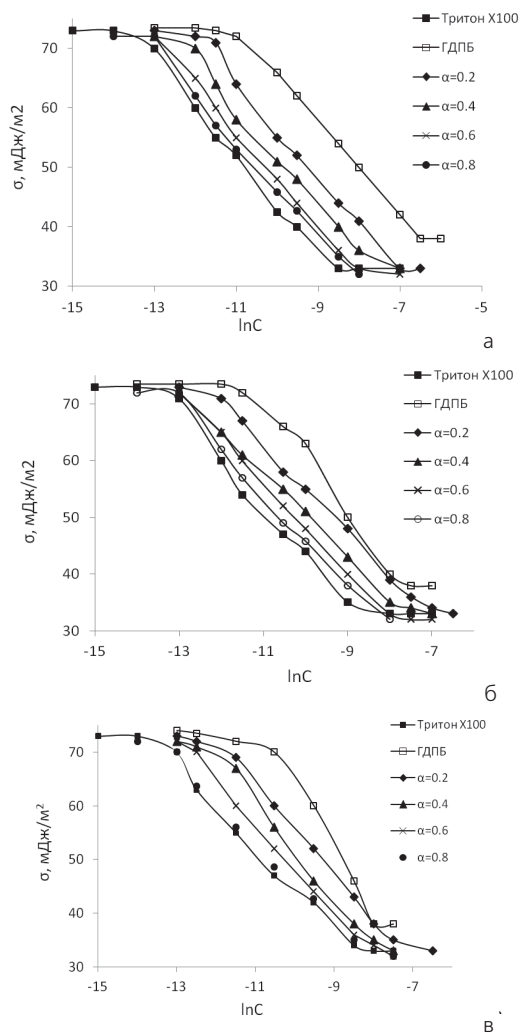 70
60
50
40
30
σ, мДж/м2
-15
-13
-11
-9
-7
-5
lnC
Тритон X100
ГДПБ
α=0.2
α=0.4
α=0.6
α=0.8
а
70
60
50
40
30
σ, мДж/м2
-15
-13
-11
-9
-7
lnC
Тритон X100
ГДПБ
α=0.2
α=0.4
α=0.6
α=0.8
б
70
60
50
40
30
σ, мДж/м²
-15
-13
-11
-9
-7
lnC
Тритон X100
ГДПБ
α=0.2
α=0.4
α=0.6
α=0.8
в